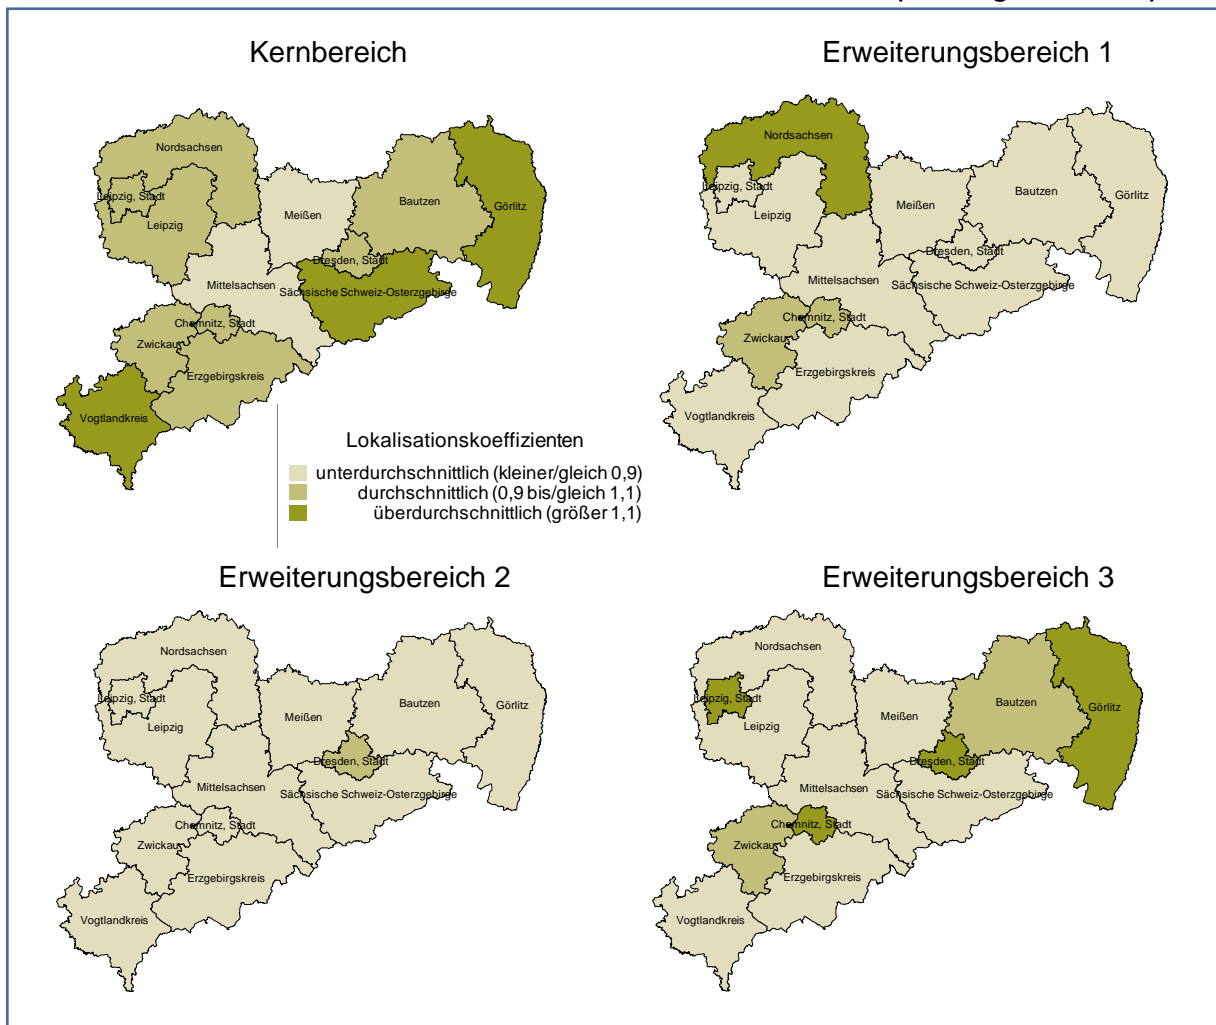 Kernbereich
Nordsachsen
Leipzig, Stadt
Leipzig
Meißen
Bautzen
Görlitz
Dresden, Stadt
Mittelsachsen
Sächsische Schweiz-Osterzgebirge
Chemnitz, Stadt
Zwickau
Erzgebirgskreis
Vogtlandkreis
Erweiterungsbereich 1
Nordsachsen
Leipzig, Stadt
Leipzig
Meißen
Bautzen
Görlitz
Dresden, Stadt
Mittelsachsen
Sächsische Schweiz-Osterzgebirge
Chemnitz, Stadt
Zwickau
Erzgebirgskreis
Vogtlandkreis
Lokalisationskoeffizienten
unterdurchschnittlich (kleiner/gleich 0,9)
durchschnittlich (0,9 bis/gleich 1,1)
überdurchschnittlich (größer 1,1)
Erweiterungsbereich 2
Nordsachsen
Leipzig, Stadt
Leipzig
Meißen
Bautzen
Görlitz
Dresden, Stadt
Mittelsachsen
Sächsische Schweiz-Osterzgebirge
Chemnitz, Stadt
Zwickau
Erzgebirgskreis
Vogtlandkreis
Erweiterungsbereich 3
Nordsachsen
Leipzig, Stadt
Leipzig
Meißen
Bautzen
Görlitz
Dresden, Stadt
Mittelsachsen
Sächsische Schweiz-Osterzgebirge
Chemnitz, Stadt
Zwickau
Erzgebirgskreis
Vogtlandkreis